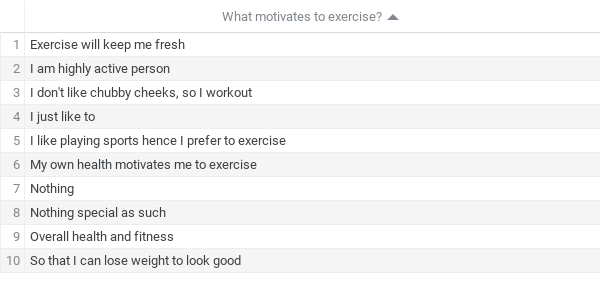 What motivates to exercise?
1 Exercise will keep me fresh
2 I am highly active person
3 I don't like chubby cheeks, so I workout
4 I just like to
5 I like playing sports hence I prefer to exercise
6 My own health motivates me to exercise
7 Nothing
8 Nothing special as such
9 Overall health and fitness
10 So that I can lose weight to look good